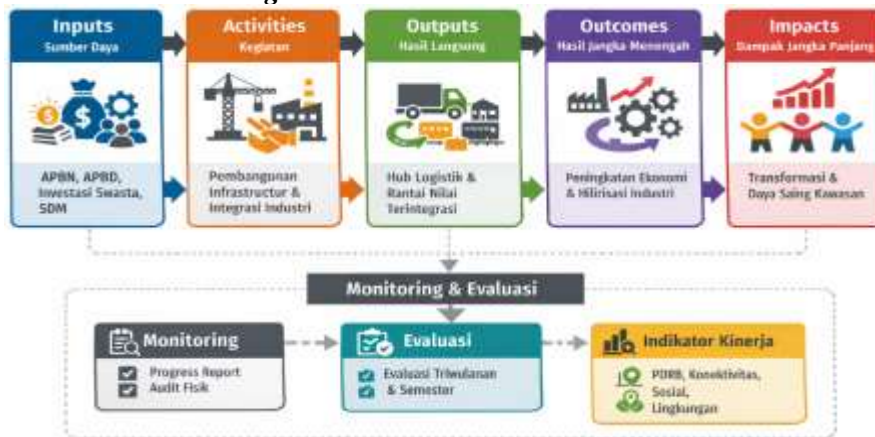 Inputs
Sumber Daya
APBN, APBD,
Investasi Swasta,
SDM
Activities
Kegiatan
Pembangunan
Infrastructur &
Integrasi Industri
Outputs
Hasil Langsung
Hub Logistik &
Rantai Nilai
Terintegrasi
Outcomes
Hasil Jangka Menengah
Peningkatan Ekonomi
& Hilirisasi Industri
Impacts
Dampak Jangka Panjang
Transformasi &
Daya Saing Kawasan
Monitoring & Evaluasi
Monitoring
Progress Report
Audit Fisik
Evaluasi
Evaluasi Triwulanan
& Semester
Indikator Kinerja
PDRB, Konektivitas,
Sosial,
Lingkungan